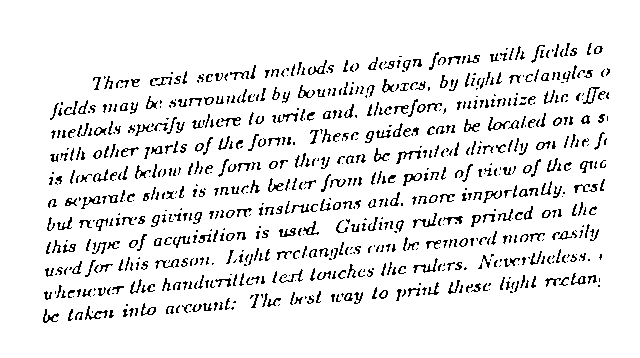 There exist several methods to design forms with fields to
fields may be surrounded by bounding boxes, by light rectangles o
methods specify where to write and, therefore, minimize the effe
with other parts of the form. These guides can be located on a s
is located below the form or they can be printed directly on the fo
a separate sheet is much better from the point of view of the qua
but requires giving more instructions and, more importantly, rest
this type of acquisition is used. Guiding rulers printed on the
used for this reason. Light rectangles can be removed more easily
whenever the handwritten text touches the rulers. Nevertheless,
be taken into account: The best way to print these light rectang